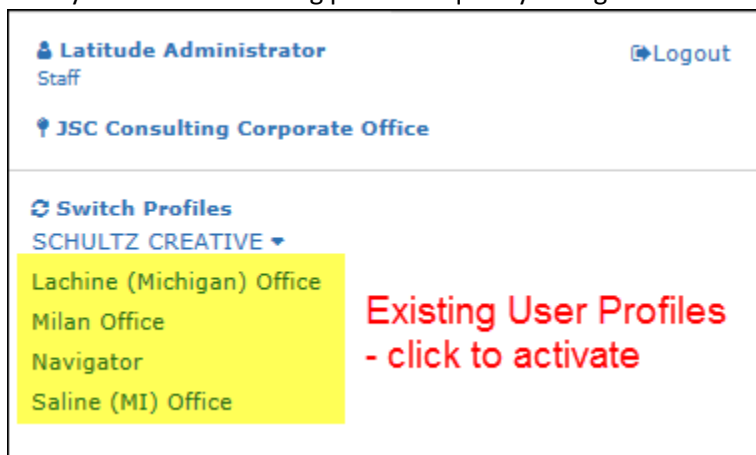 Latitude Administrator
Logout
Staff
JSC Consulting Corporate Office
Switch Profiles
SCHULTZ CREATIVE
Lachine (Michigan) Office
Milan Office
Navigator
Saline (MI) Office
Existing User Profiles
- click to activate